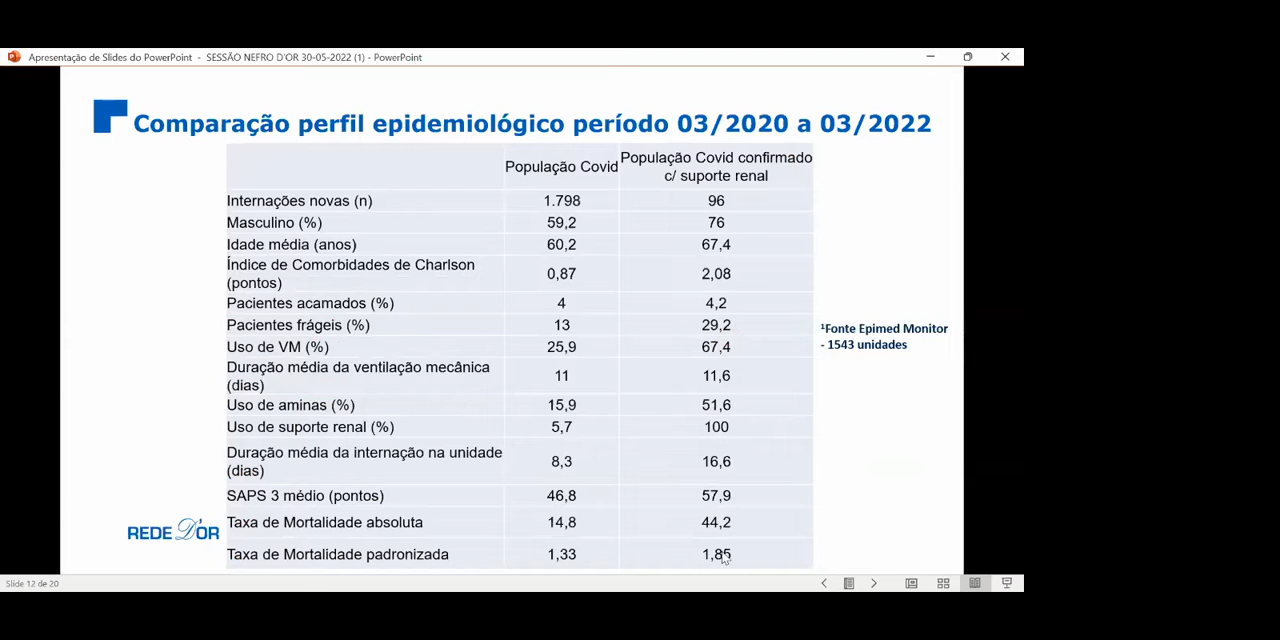 Apresentação de Slides do PowerPoint - SESSÃO NEFRO D'OR 30-05-2022 (1) - PowerPoint
Comparação perfil epidemiológico período 03/2020 a 03/2022
População Covid
População Covid confirmado
c/ suporte renal
Internações novas (n) 1.798 96
Masculino (%) 59,2 76
Idade média (anos) 60,2 67,4
Índice de Comorbidades de Charlson
(pontos) 0,87 2,08
Pacientes acamados (%) 4 4,2
Pacientes frágeis (%) 13 29,2
Uso de VM (%) 25,9 67,4
Duração média da ventilação mecânica
(dias) 11 11,6
Uso de aminas (%) 15,9 51,6
Uso de suporte renal (%) 5,7 100
Duração média da internação na unidade
(dias) 8,3 16,6
SAPS 3 médio (pontos) 46,8 57,9
Taxa de Mortalidade absoluta 14,8 44,2
Taxa de Mortalidade padronizada 1,33 1,85
¹Fonte Epimed Monitor
- 1543 unidades
REDE D'OR
Slide 12 de 20